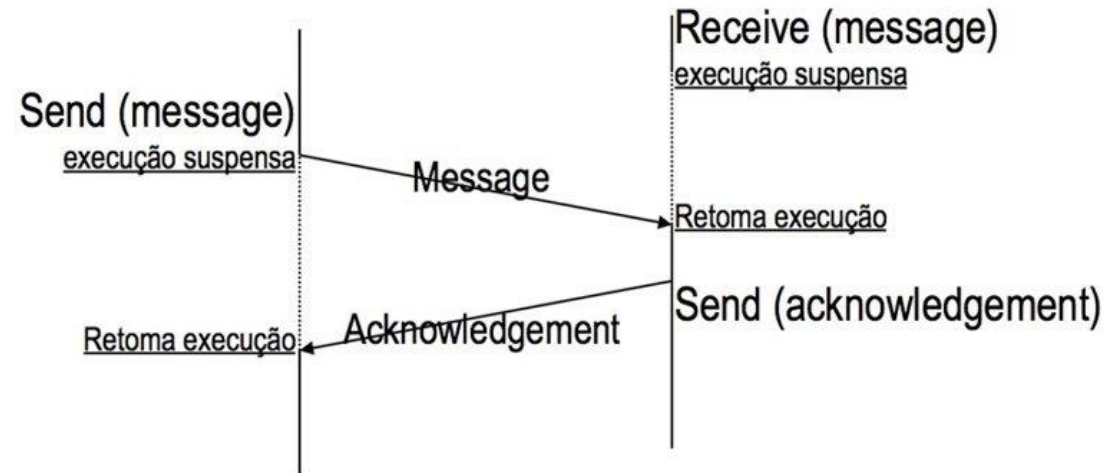 Receive (message)
execução suspensa
Send (message)
execução suspensa
Message
Retoma execução
Send (acknowledgement)
Acknowledgement
Retoma execução